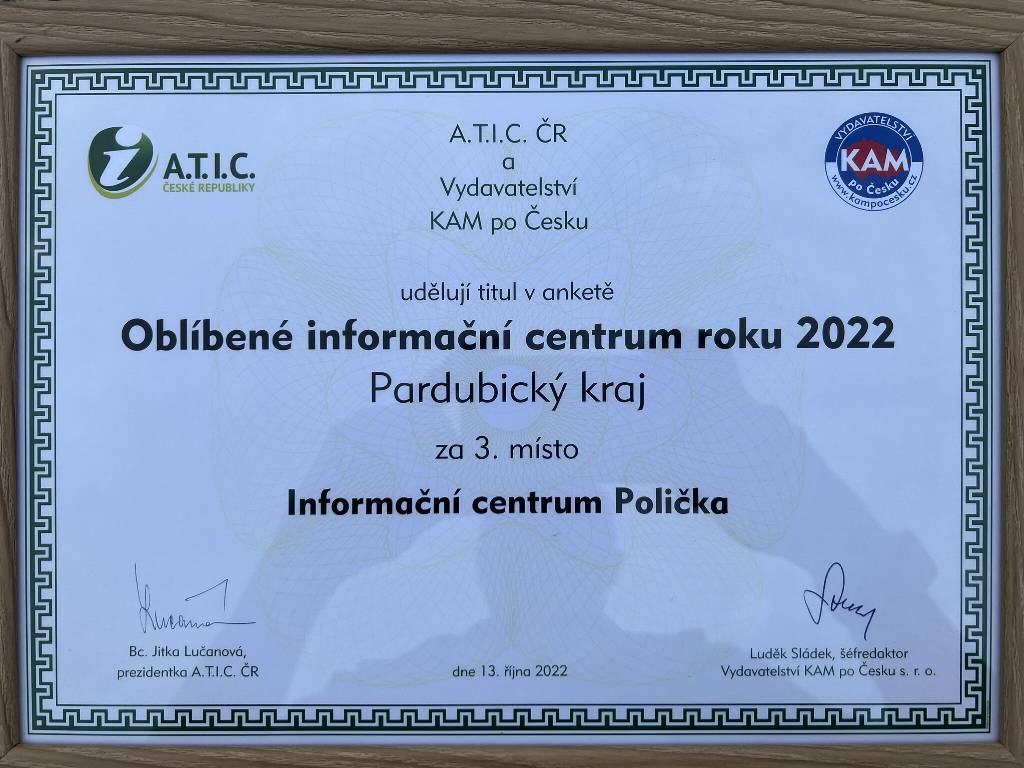 A.T.I.C.
ČESKÉ REPUBLIKY
A.T.I.C. ČR
a
Vydavatelství
KAM po Česku
VYDAVATELSTVÍ
KAM
po Česku
www.kampocesku.cz
udělují titul v anketě
Oblíbené informační centrum roku 2022
Pardubický kraj
za 3. místo
Informační centrum Polička
Bc. Jitka Lučanová,
prezidentka A.T.I.C. ČR
dne 13. října 2022
Luděk Sládek, šéfredaktor
Vydavatelství KAM po Česku s. r. o.